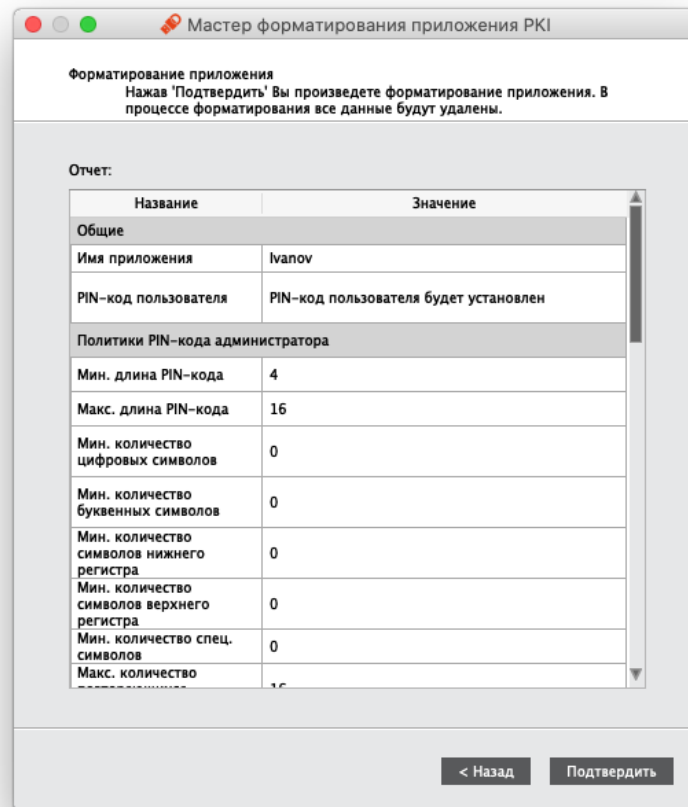 Мастер форматирования приложения PKI
Форматирование приложения
Нажав 'Подтвердить' Вы произведете форматирование приложения. В
процессе форматирования все данные будут удалены.
Отчет:
Название Значение
Общие
Имя приложения Ivanov
PIN-код пользователя PIN-код пользователя будет установлен
Политики PIN-кода администратора
Мин. длина PIN-кода 4
Макс. длина PIN-кода 16
Мин. количество
цифровых символов 0
Мин. количество
буквенных символов 0
Мин. количество
символов нижнего 0
регистра
Мин. количество
символов верхнего 0
регистра
Мин. количество спец.
символов 0
Макс. количество
< Назад Подтвердить